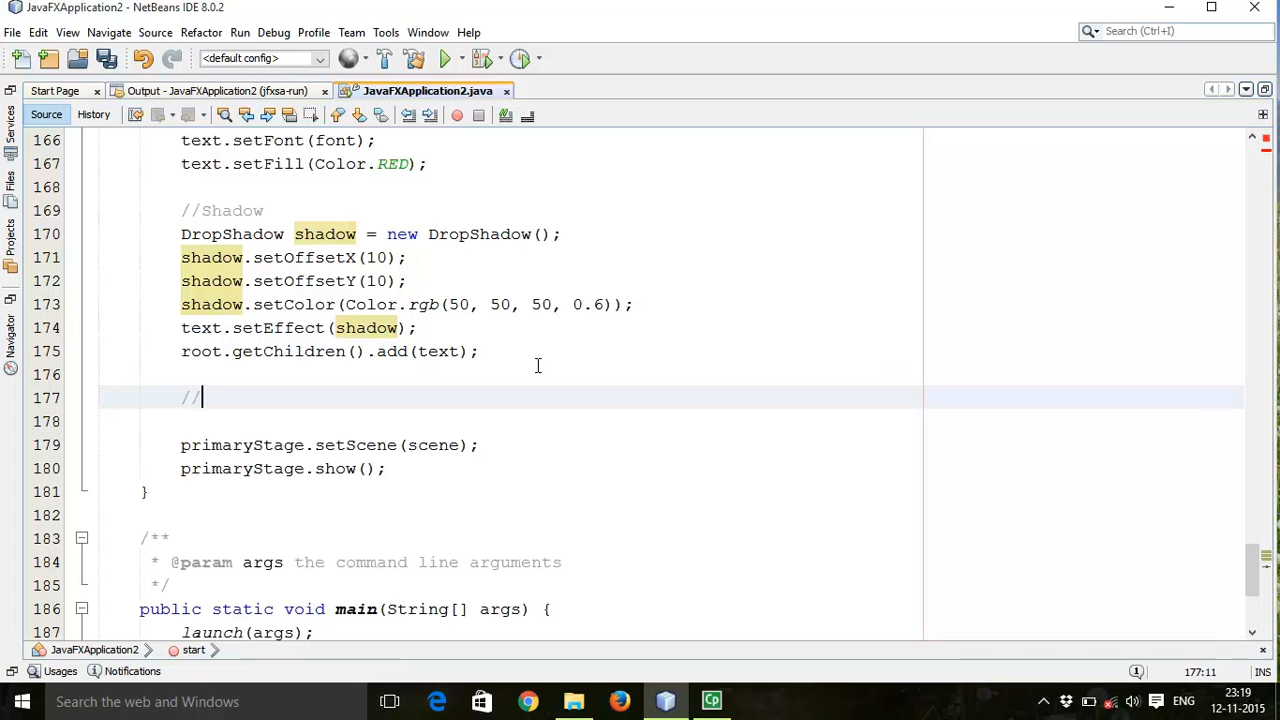 JavaFXApplication2 - NetBeans IDE 8.0.2
File Edit View Navigate Source Refactor Run Debug Profile Team Tools Window Help
Search (Ctrl+I)
<default config>
Start Page Output - JavaFXApplication2 (jfxsa-run) JavaFXApplication2.java
Source History
Services
Files
Projects
Navigator
166 text.setFont(font);
167 text.setFill(Color.RED);
168
169 //Shadow
170 DropShadow shadow = new DropShadow();
171 shadow.setOffsetX(10);
172 shadow.setOffsetY(10);
173 shadow.setColor(Color.rgb(50, 50, 50, 0.6));
174 text.setEffect(shadow);
175 root.getChildren().add(text);
176
177 //
178
179 primaryStage.setScene(scene);
180 primaryStage.show();
181 }
182
183 /**
184 * @param args the command line arguments
185 */
186 public static void main(String[] args) {
187 launch(args);
JavaFXApplication2 start
Usages Notifications 1 177:11 INS
Search the web and Windows Cp ENG 23:19
12-11-2015